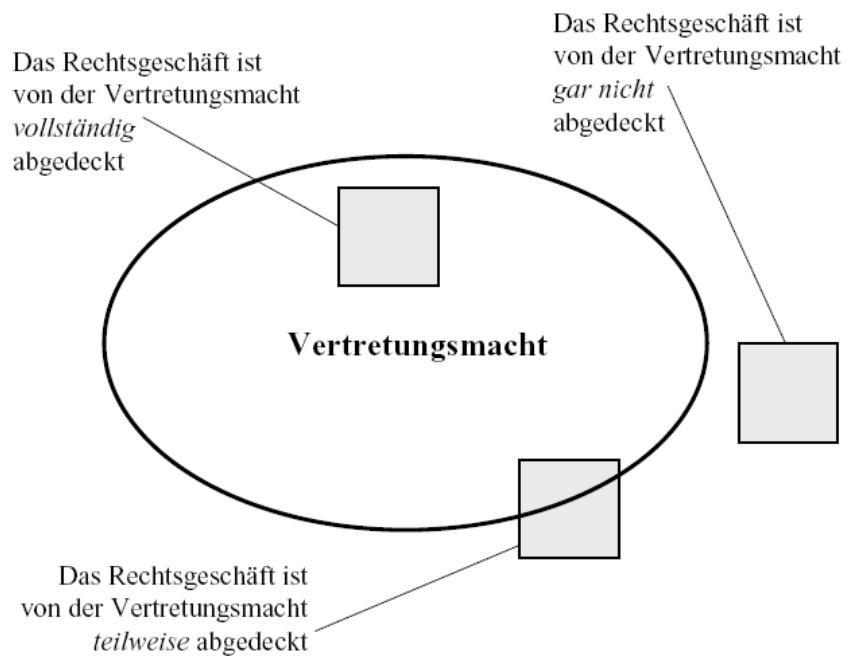 Das Rechtsgeschäft ist
von der Vertretungsmacht
vollständig
abgedeckt
Das Rechtsgeschäft ist
von der Vertretungsmacht
gar nicht
abgedeckt
Vertretungsmacht
Das Rechtsgeschäft ist
von der Vertretungsmacht
teilweise abgedeckt